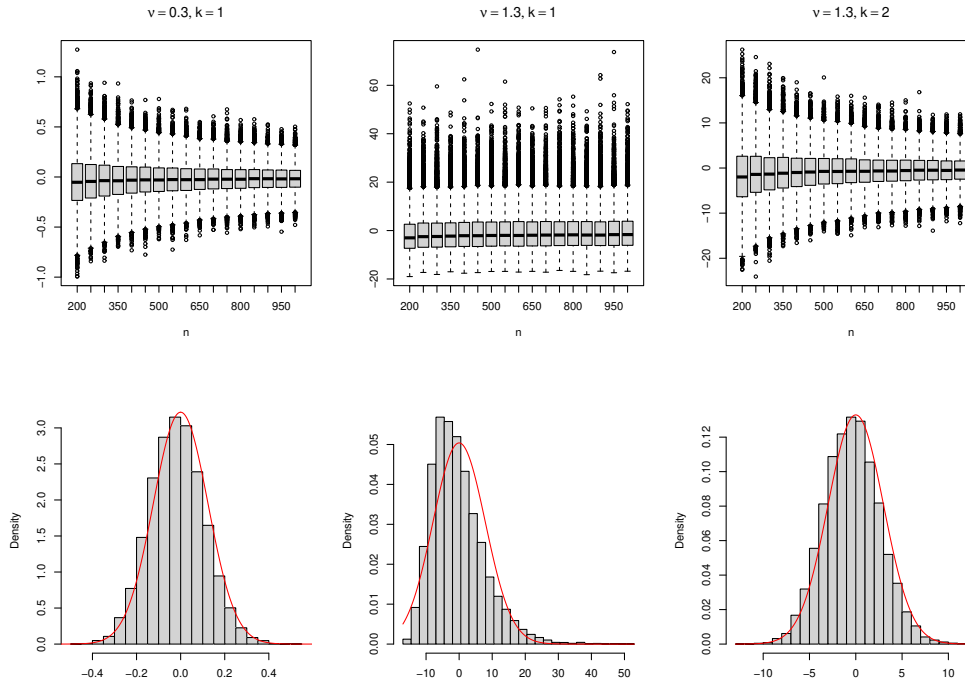 ν = 0.3, k = 1
ν = 1.3, k = 1
ν = 1.3, k = 2
1.0
0.5
0.0
−0.5
−1.0
200 350 500 650 800 950
n
60
40
20
0
−20
200 350 500 650 800 950
n
20
10
0
−10
−20
200 350 500 650 800 950
n
Density
3.0
2.5
2.0
1.5
1.0
0.5
0.0
−0.4 −0.2 0.0 0.2 0.4
Density
0.05
0.04
0.03
0.02
0.01
0.00
−10 0 10 20 30 40 50
Density
0.12
0.10
0.08
0.06
0.04
0.02
0.00
−10 −5 0 5 10